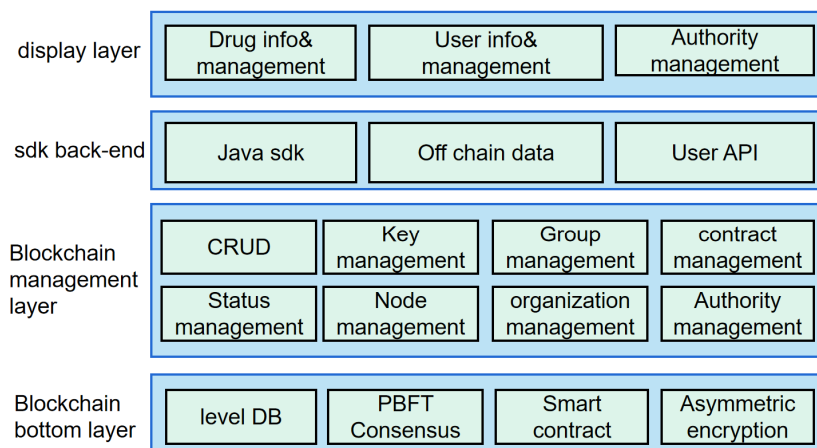 display layer
Drug info&
management
User info&
management
Authority
management
sdk back-end
Java sdk
Off chain data
User API
Blockchain
management
layer
CRUD
Key
management
Group
management
contract
management
Status
management
Node
management
organization
management
Authority
management
Blockchain
bottom layer
level DB
PBFT
Consensus
Smart
contract
Asymmetric
encryption